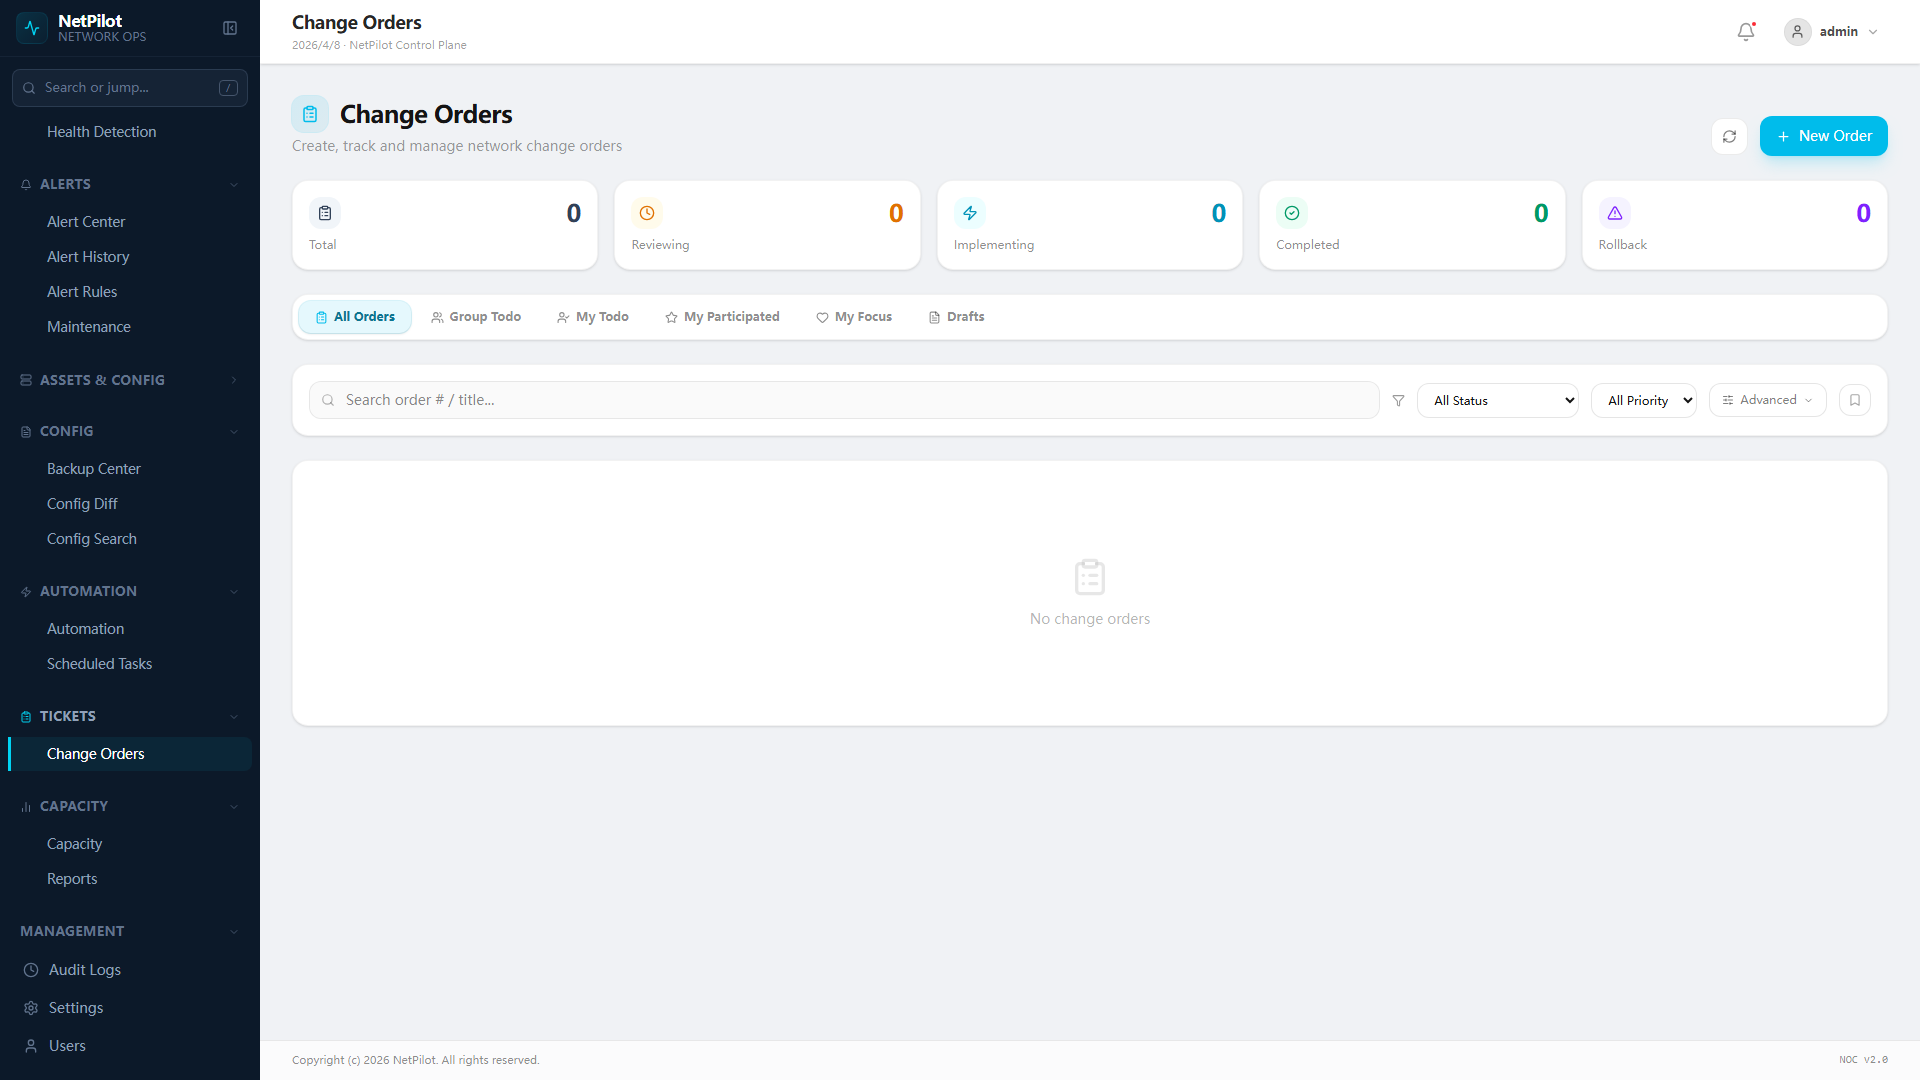 NetPilot
NETWORK OPS
Search or jump...
/
Health Detection
ALERTS
Alert Center
Alert History
Alert Rules
Maintenance
ASSETS & CONFIG
CONFIG
Backup Center
Config Diff
Config Search
AUTOMATION
Automation
Scheduled Tasks
TICKETS
Change Orders
CAPACITY
Capacity
Reports
MANAGEMENT
Audit Logs
Settings
Users
Change Orders
2026/4/8 · NetPilot Control Plane
admin
Change Orders
Create, track and manage network change orders
New Order
0
Total
0
Reviewing
0
Implementing
0
Completed
0
Rollback
All Orders
Group Todo
My Todo
My Participated
My Focus
Drafts
Search order # / title...
All Status
All Priority
Advanced
No change orders
Copyright (c) 2026 NetPilot. All rights reserved.
NOC v2.0